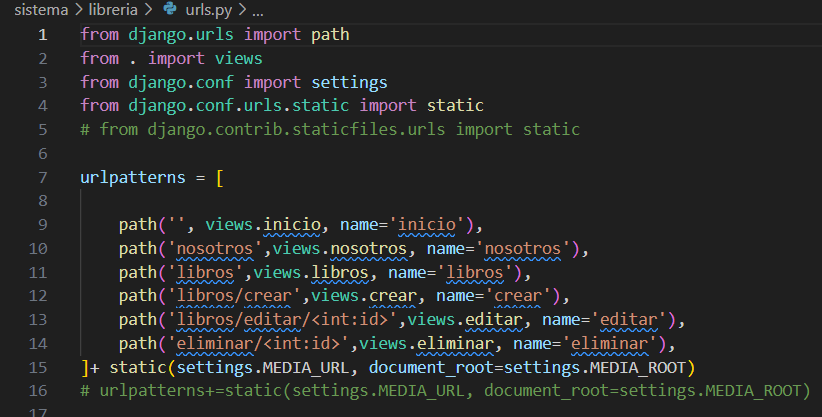 sistema > libreria > urls.py > ...
1 from django.urls import path
2 from . import views
3 from django.conf import settings
4 from django.conf.urls.static import static
5 # from django.contrib.staticfiles.urls import static
6
7 urlpatterns = [
8
9 path('', views.inicio, name='inicio'),
10 path('nosotros',views.nosotros, name='nosotros'),
11 path('libros',views.libros, name='libros'),
12 path('libros/crear',views.crear, name='crear'),
13 path('libros/editar/<int:id>',views.editar, name='editar'),
14 path('eliminar/<int:id>',views.eliminar, name='eliminar'),
15 ]+ static(settings.MEDIA_URL, document_root=settings.MEDIA_ROOT)
16 # urlpatterns+=static(settings.MEDIA_URL, document_root=settings.MEDIA_ROOT)
17